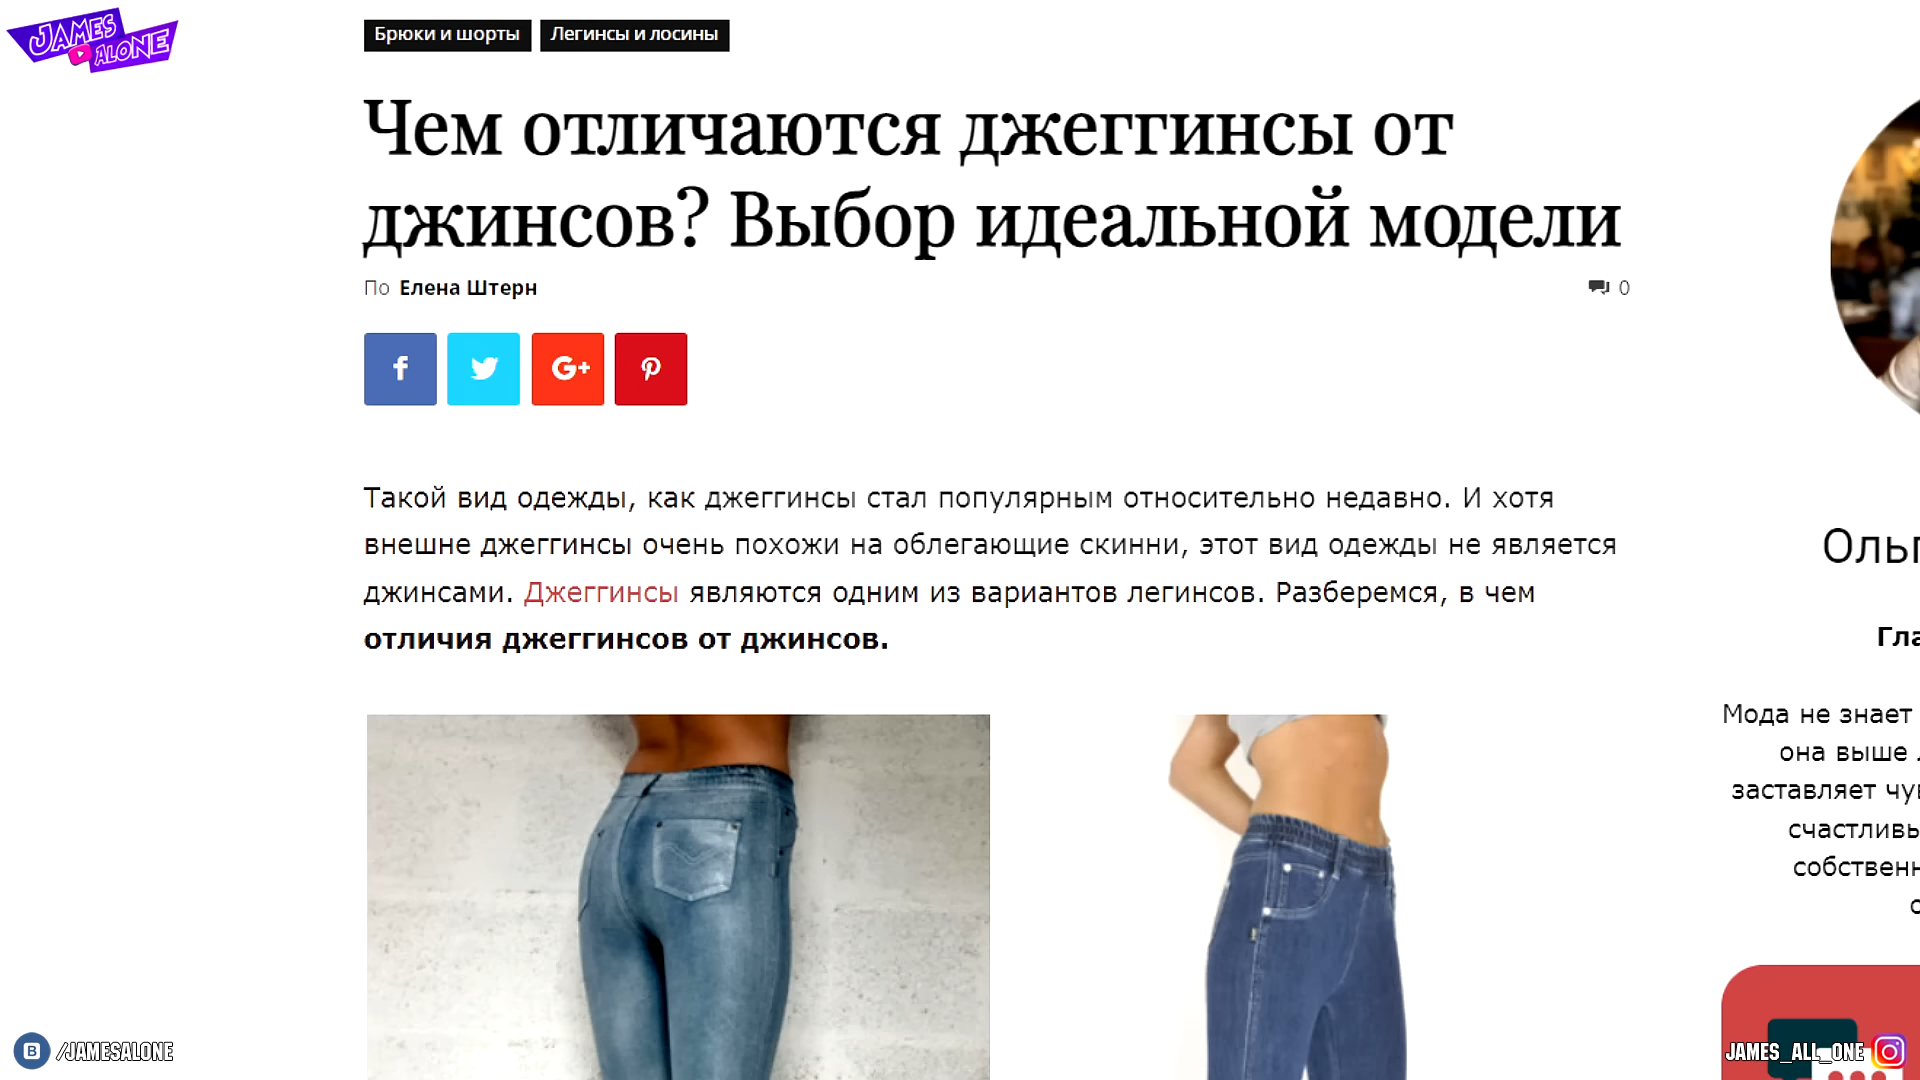 JAMES
ALONE
Брюки и шорты
Легинсы и лосины
Чем отличаются джеггинсы от
джинсов? Выбор идеальной модели
По Елена Штерн
0
f
G+
Такой вид одежды, как джеггинсы стал популярным относительно недавно. И хотя
внешне джеггинсы очень похожи на облегающие скинни, этот вид одежды не является
джинсами. Джеггинсы являются одним из вариантов легинсов. Разберемся, в чем
отличия джеггинсов от джинсов.
Мода не знает
она выше
заставляет
B /JAMESALONE
JAMES_ALL_ONE